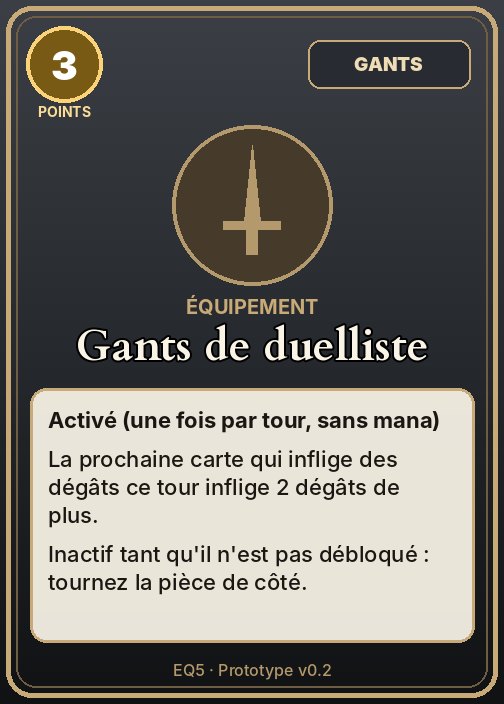 3
POINTS
GANTS
ÉQUIPEMENT
Gants de duelliste
Activé (une fois par tour, sans mana)
La prochaine carte qui inflige des
dégâts ce tour inflige 2 dégâts de
plus.
Inactif tant qu'il n'est pas débloqué :
tournez la pièce de côté.
EQ5 · Prototype v0.2